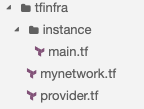 tfinfra
instance
main.tf
mynetwork.tf
provider.tf